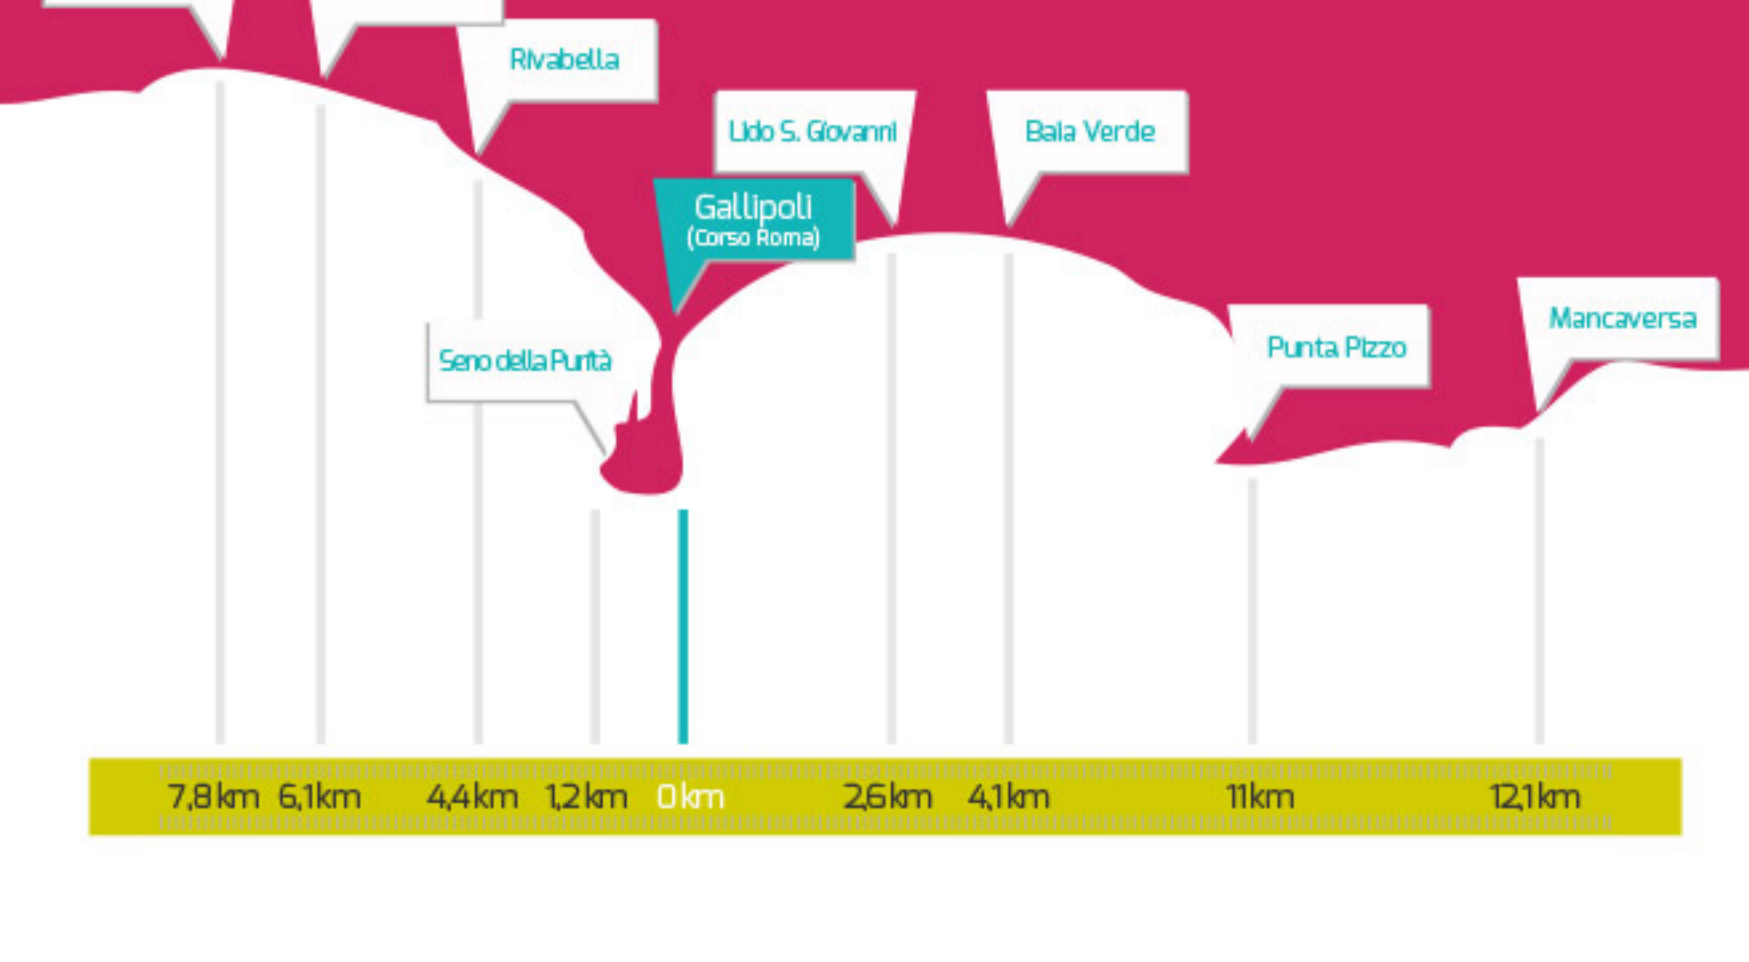 Rivabella
Lido S. Giovanni
Baia Verde
Gallipoli
(Corso Roma)
Mancaversa
Punta Pizzo
Seno della Purità
7,8 km 6,1 km 4,4 km 1,2 km 0 km 2,6 km 4,1 km 11 km 12,1 km